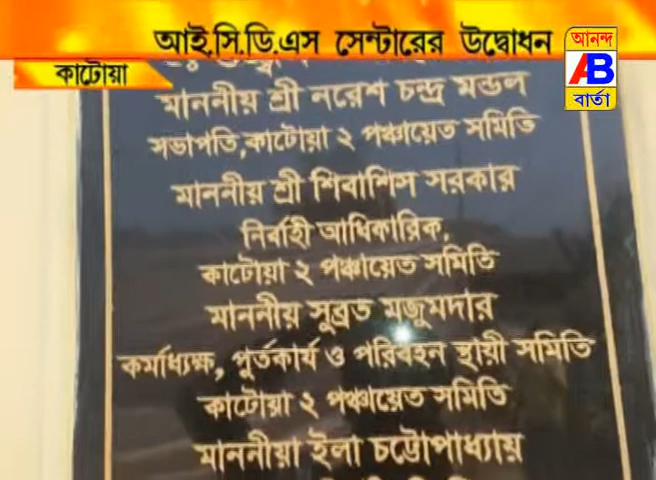 আই.সি.ডি.এস সেন্টারের উদ্বোধন
আনন্দ
AB
বার্তা
কাটোয়া
মাননীয় শ্রী নরেশ চন্দ্র মন্ডল
সভাপতি,কাটোয়া ২ পঞ্চায়েত সমিতি
মাননীয় শ্রী শিবাশিস সরকার
নির্বাহী আধিকারিক,
কাটোয়া ২ পঞ্চায়েত সমিতি
মাননীয় সুব্রত মজুমদার
কর্মাধ্যক্ষ, পুর্তকার্য ও পরিবহন স্থায়ী সমিতি
কাটোয়া ২ পঞ্চায়েত সমিতি
মাননীয়া ইলা চট্টোপাধ্যায়